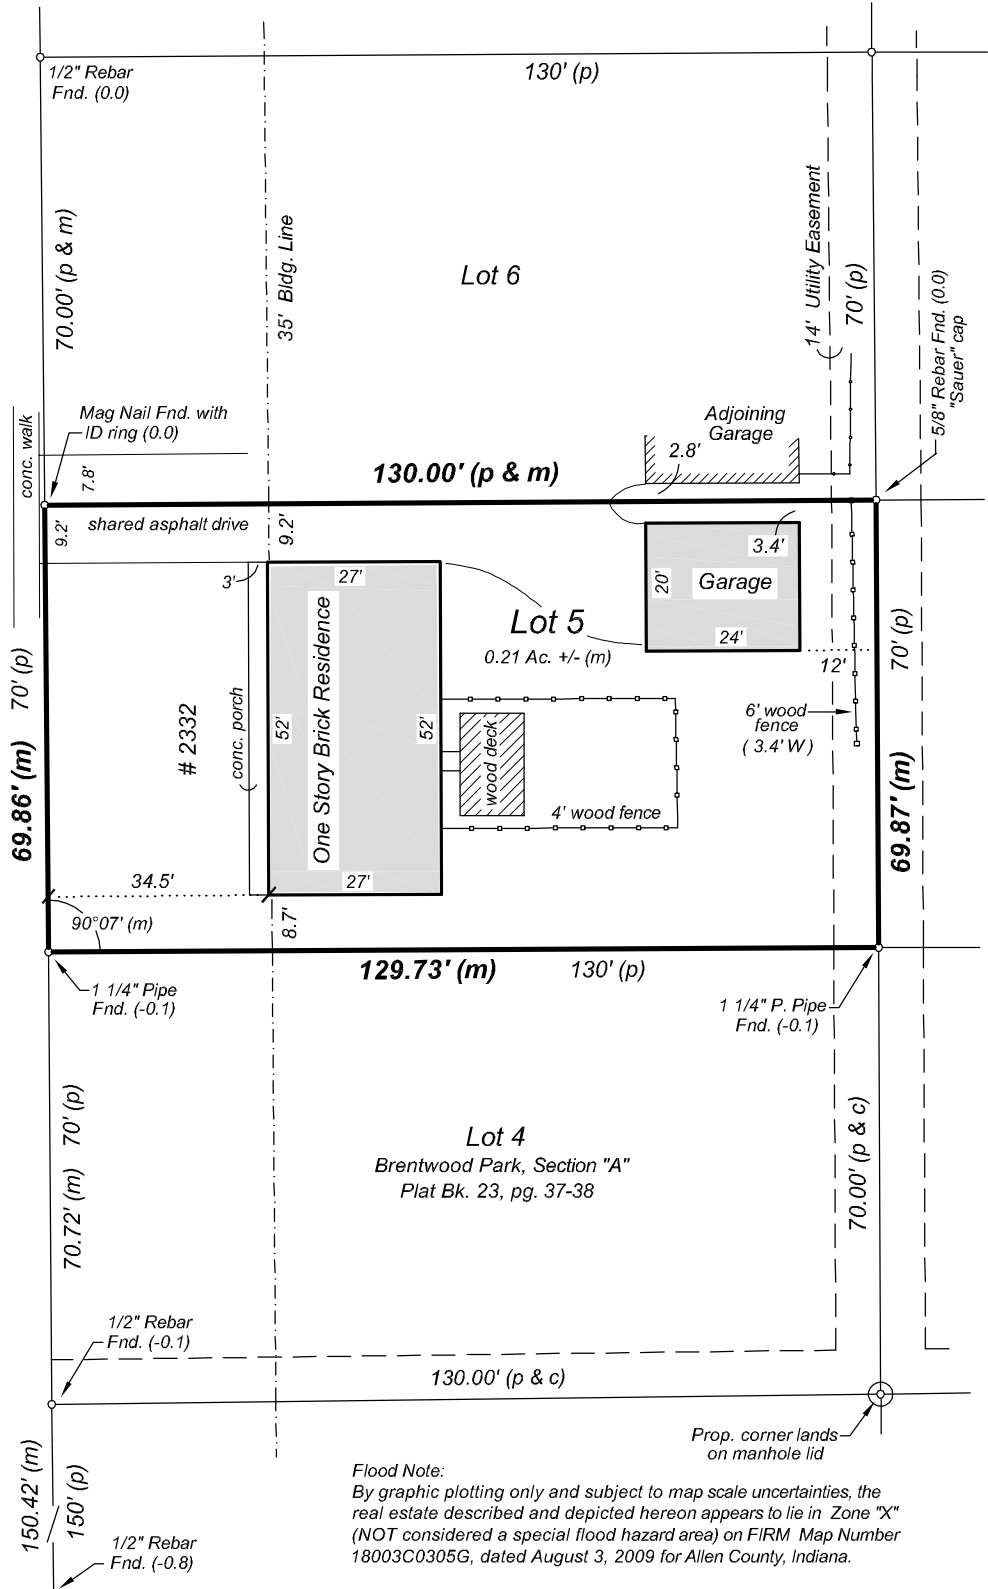 1/2" Rebar
Fnd. (0.0)
130' (p)
70.00' (p & m)
35' Bldg. Line
Lot 6
14' Utility Easement
70' (p)
5/8" Rebar Fnd. (0.0)
"Sauer" cap
conc. walk
Mag Nail Fnd. with
ID ring (0.0)
7.8'
Adjoining
Garage
2.8'
130.00' (p & m)
9.2'
shared asphalt drive
9.2'
3.4'
3'
27'
20'
Garage
24'
Lot 5
0.21 Ac. +/- (m)
12'
70' (p)
69.86' (m)
70' (p)
69.87' (m)
# 2332
conc. porch
52'
One Story Brick Residence
52'
wood deck
4' wood fence
6' wood
fence
( 3.4' W )
34.5'
27'
90°07' (m)
8.7'
129.73' (m)
130' (p)
1 1/4" Pipe
Fnd. (-0.1)
1 1/4" P. Pipe
Fnd. (-0.1)
70.72' (m)
70' (p)
Lot 4
Brentwood Park, Section "A"
Plat Bk. 23, pg. 37-38
70.00' (p & c)
1/2" Rebar
Fnd. (-0.1)
130.00' (p & c)
Prop. corner lands
on manhole lid
150.42' (m)
150' (p)
1/2" Rebar
Fnd. (-0.8)
Flood Note:
By graphic plotting only and subject to map scale uncertainties, the
real estate described and depicted hereon appears to lie in Zone "X"
(NOT considered a special flood hazard area) on FIRM Map Number
18003C0305G, dated August 3, 2009 for Allen County, Indiana.